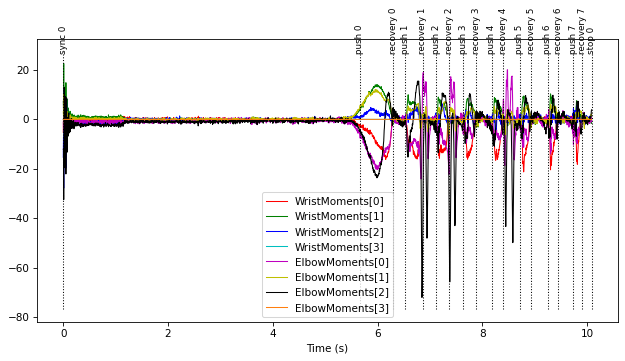 sync 0
push 0
recovery 0
push 1
recovery 1
push 2
recovery 2
push 3
recovery 3
push 4
recovery 4
push 5
recovery 5
push 6
recovery 6
push 7
recovery 7
stop 0
20
0
−20
−40
−60
−80
WristMoments[0]
WristMoments[1]
WristMoments[2]
WristMoments[3]
ElbowMoments[0]
ElbowMoments[1]
ElbowMoments[2]
ElbowMoments[3]
0 2 4 6 8 10
Time (s)